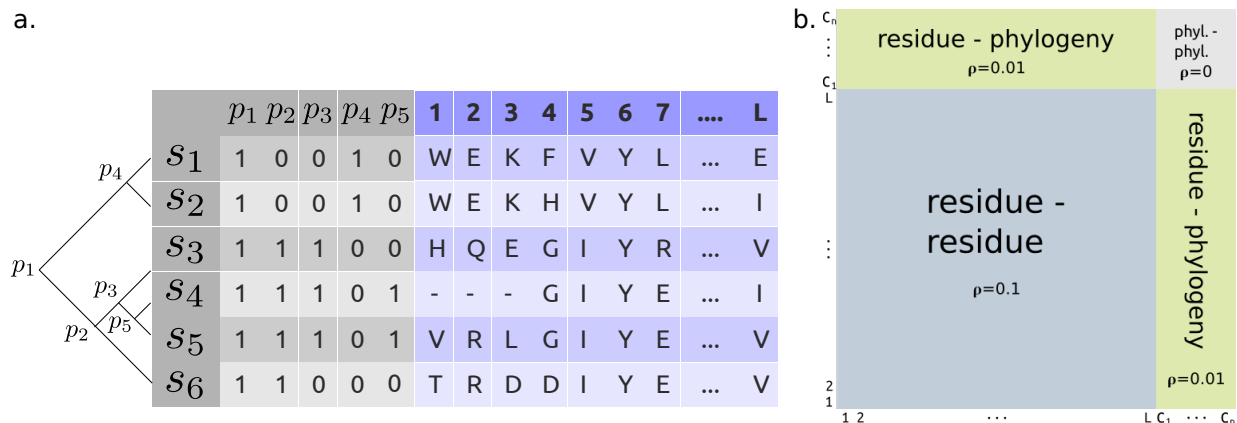 a.
p1 p2 p3 p4 p5 1 2 3 4 5 6 7 .... L
s1 1 0 0 1 0 W E K F V Y L ... E
s2 1 0 0 1 0 W E K H V Y L ... I
s3 1 1 1 0 0 H Q E G I Y R ... V
s4 1 1 1 0 1 - - - G I Y E ... I
s5 1 1 1 0 1 V R L G I Y E ... V
s6 1 1 0 0 0 T R D D I Y E ... V
p4
p1
p3
p2
p5
b.
Cn
⋮
C1
L
⋮
2
1
residue - phylogeny
ρ=0.01
phyl. -
phyl.
ρ=0
residue -
residue
ρ=0.1
residue - phylogeny
ρ=0.01
1 2 ... L C1 ... Cn